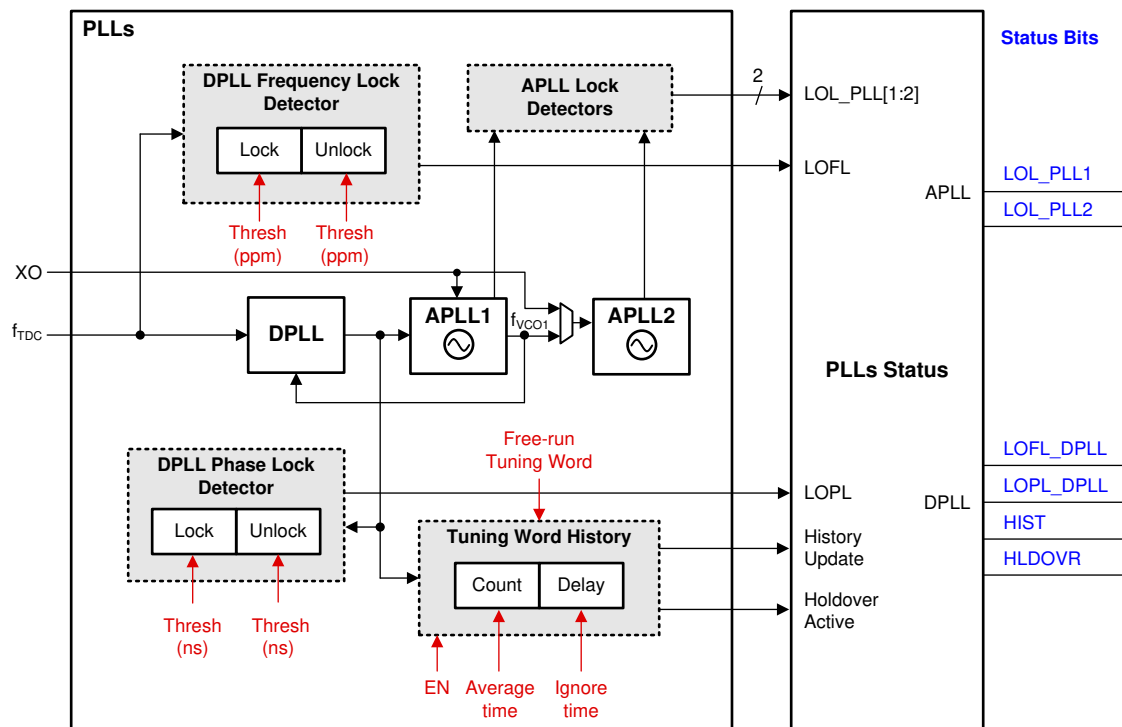 PLLs
Status Bits
DPLL Frequency Lock
Detector
Lock
Unlock
Thresh
(ppm)
Thresh
(ppm)
APLL Lock
Detectors
2
LOL_PLL[1:2]
LOFL
APLL
LOL_PLL1
LOL_PLL2
XO
fTDC
DPLL
APLL1
fVCO1
APLL2
PLLs Status
Free-run
Tuning Word
DPLL Phase Lock
Detector
Lock
Unlock
Thresh
(ns)
Thresh
(ns)
Tuning Word History
Count
Delay
EN
Average
time
Ignore
time
LOPL
History
Update
Holdover
Active
DPLL
LOFL_DPLL
LOPL_DPLL
HIST
HLDOVR